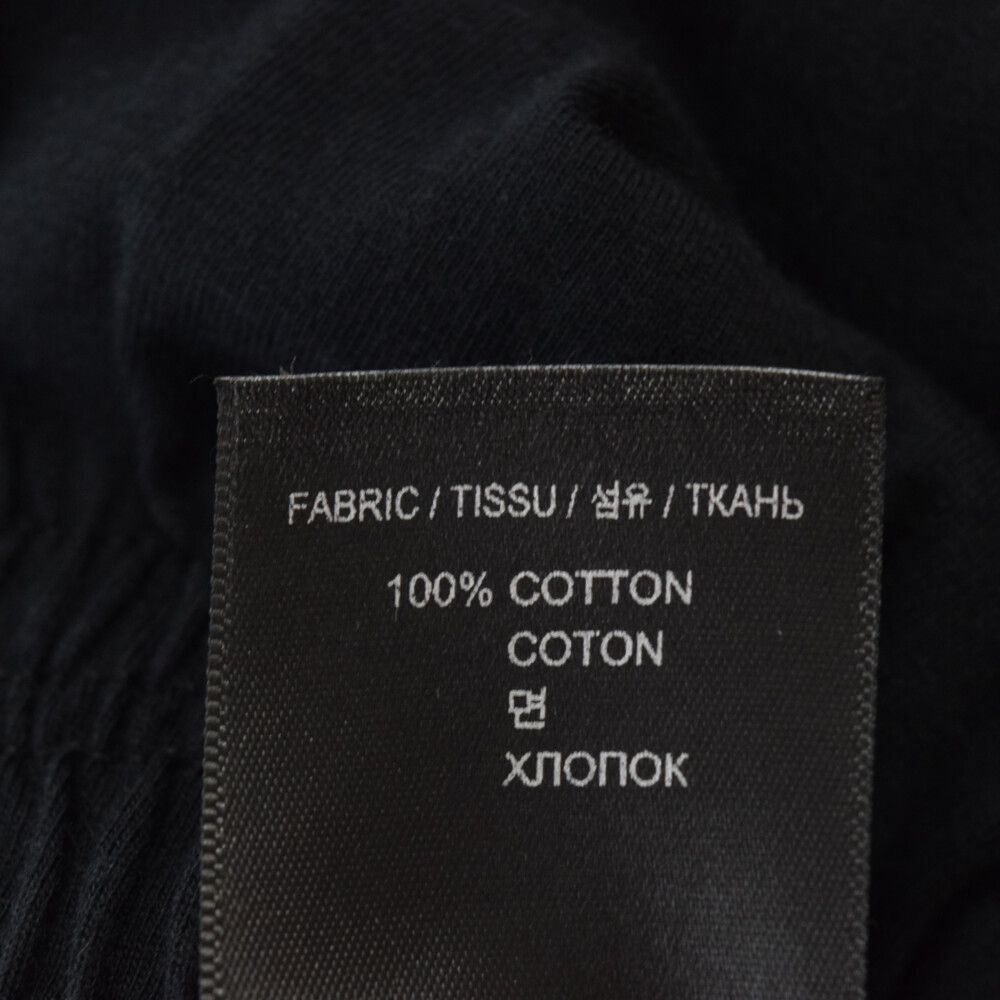 FABRIC / TISSU / 섬유 / ТКАНЬ
100% COTTON
COTON
면
ХЛОПОК